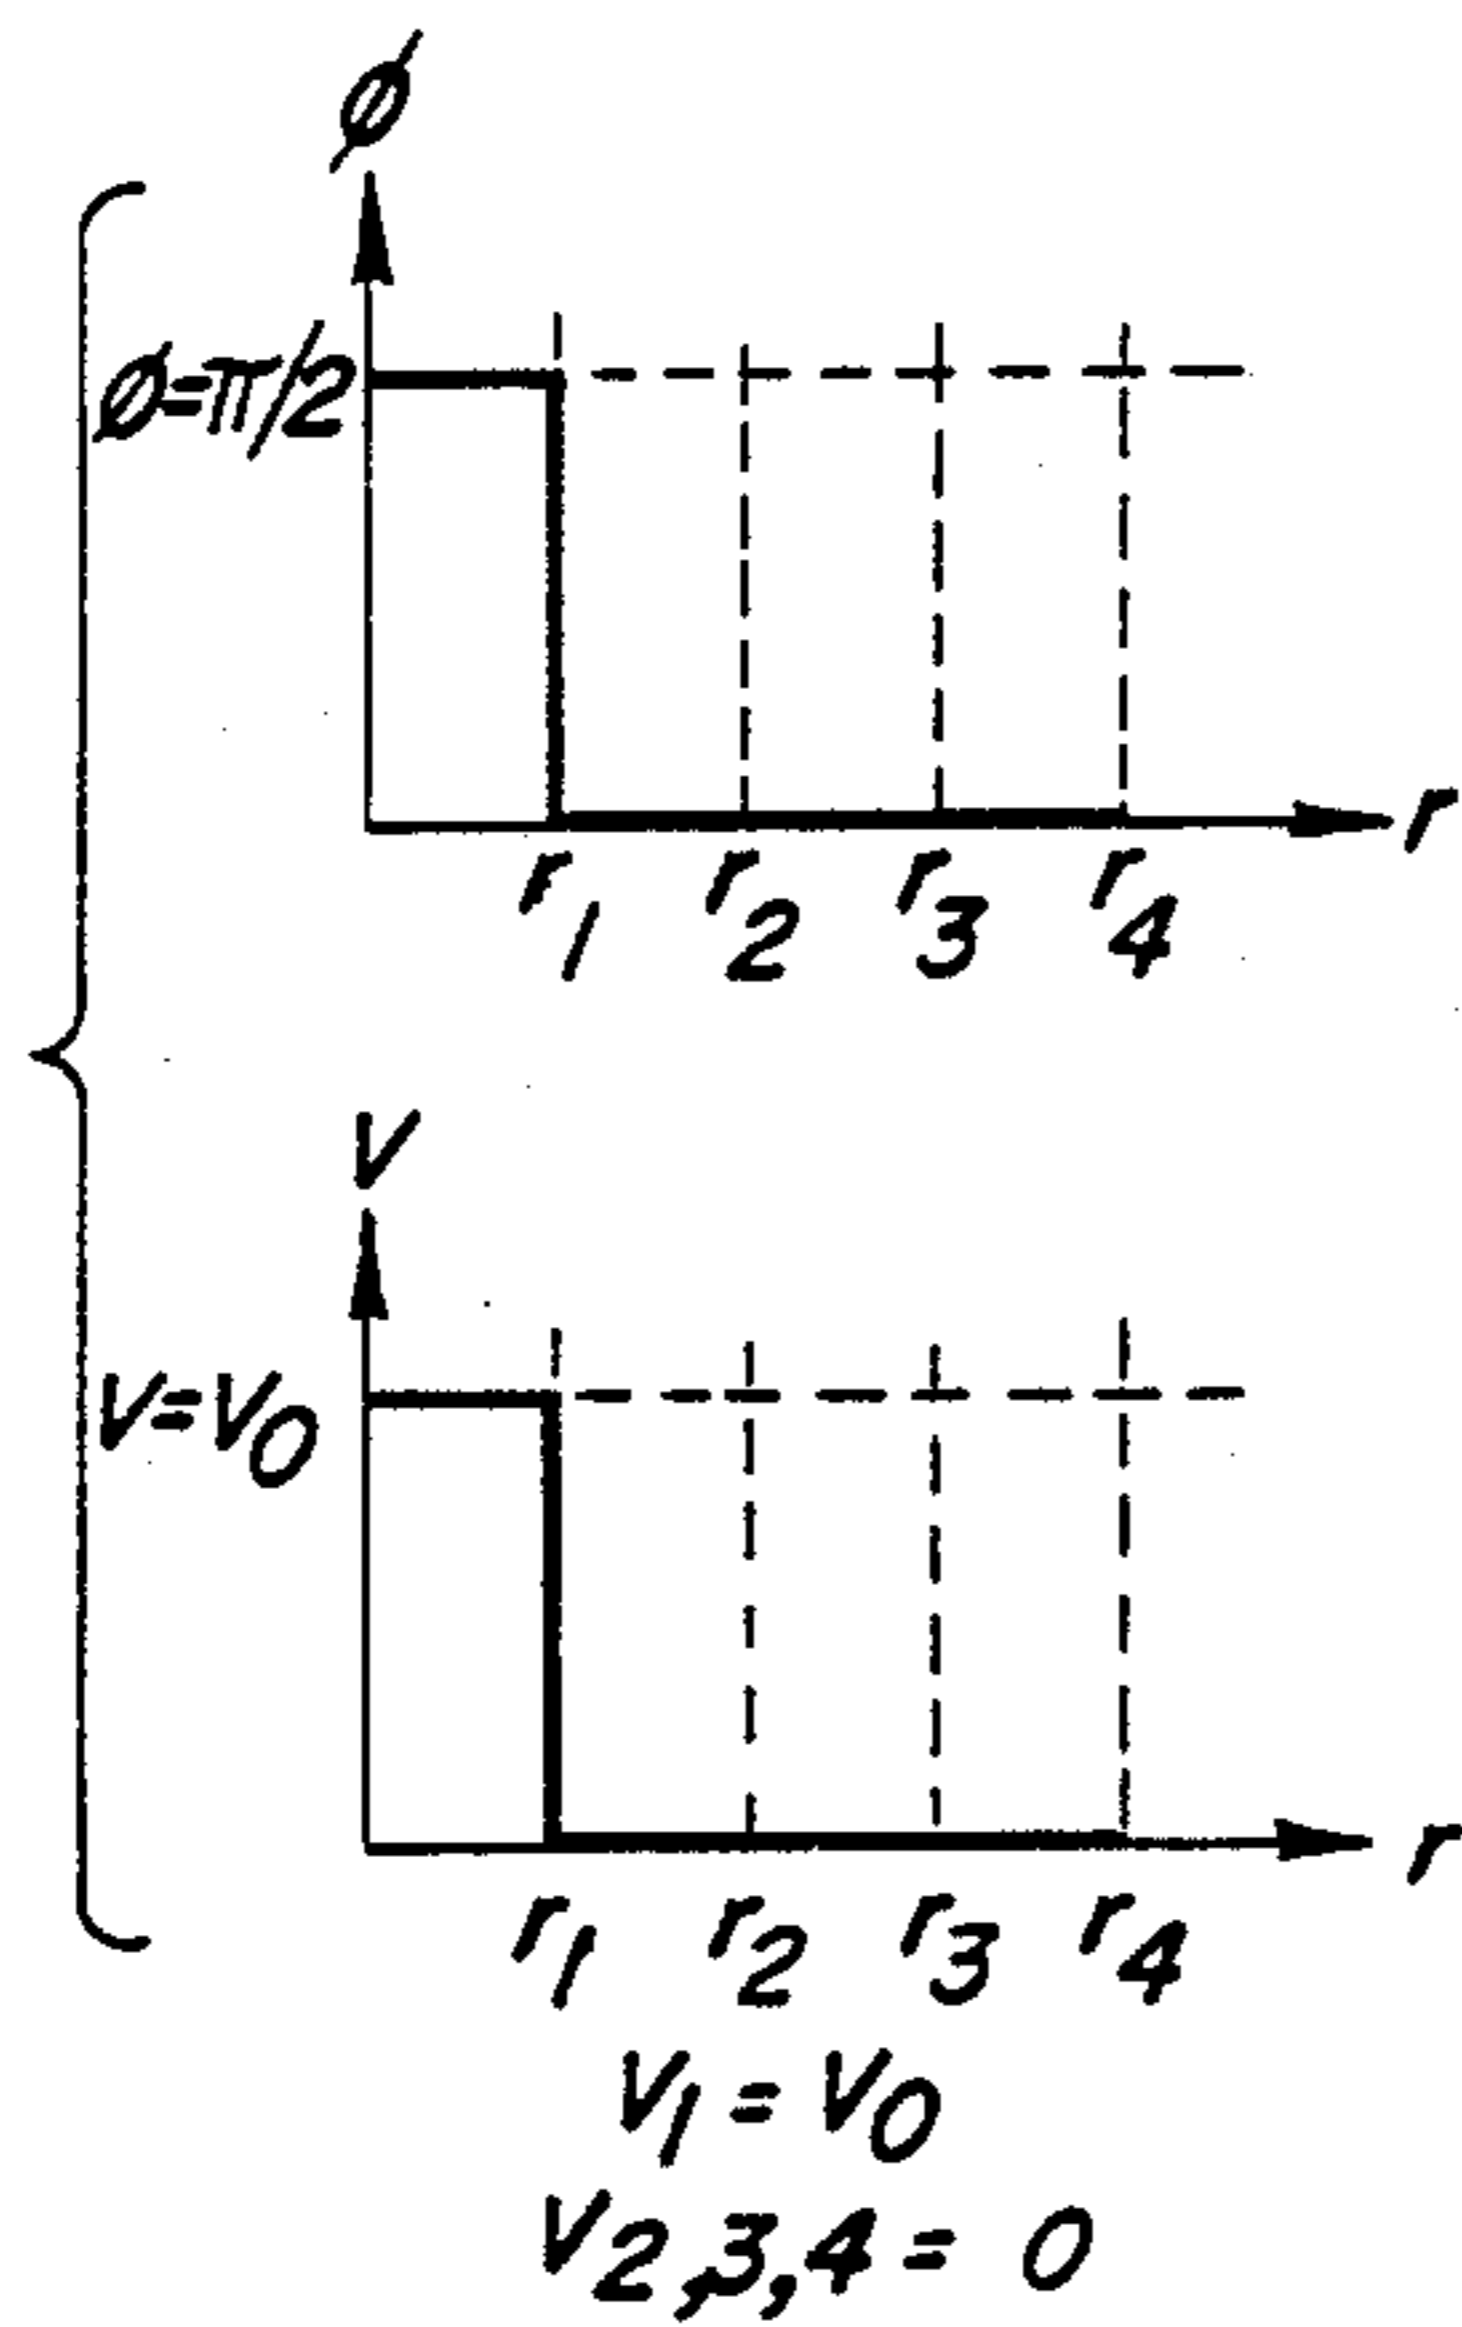 ø
ø=π/2
r
r1 r2 r3 r4
V
V=V0
r
r1 r2 r3 r4
V1 = V0
V2,3,4 = 0